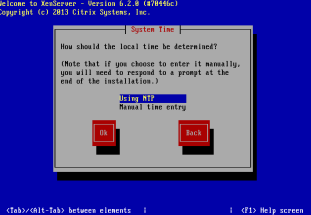 Welcome to XenServer - Version 6.2.0 (#70446c)
Copyright (c) 2013 Citrix Systems, Inc.
System Time
How should the local time be determined?
(Note that if you choose to enter it manually,
you will need to respond to a prompt at the
end of the installation.)
Using NTP
Manual time entry
Ok Back
<Tab>/<Alt-Tab> between elements | | <F1> Help screen